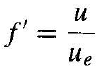 f' = u / u_e